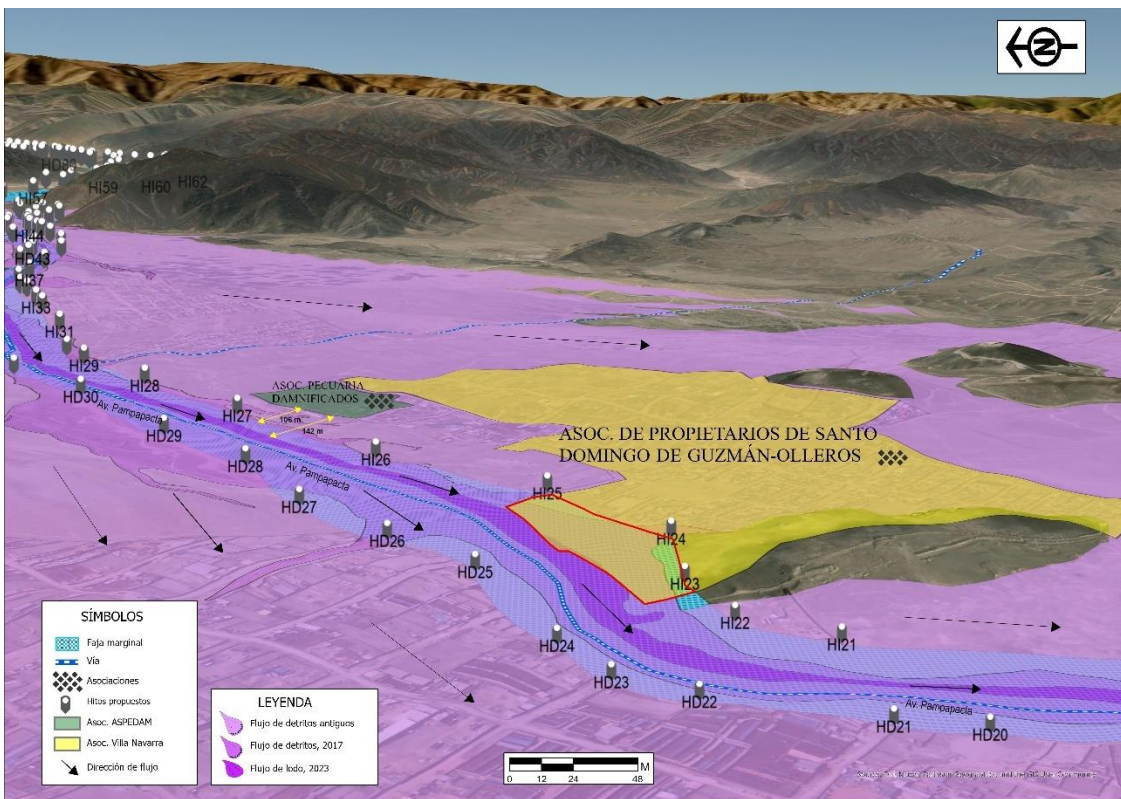 N
HD83
HI59
HI60
HI62
HI57
HI44
HD43
HI37
HI33
HI31
HI29
HI28
HD30
Av. Pampapacta
HD29
HI27
ASOC. PECUARIA
DAMNIFICADOS
106 m.
142 m
HD28
HI26
Av. Pampapacta
HD27
HD26
HD25
HI25
ASOC. DE PROPIETARIOS DE SANTO
DOMINGO DE GUZMÁN-OLLEROS
HI24
HI23
HI22
HI21
HD24
HD23
HD22
Av. Pampapacta
HD21
HD20
SÍMBOLOS
Faja marginal
Vía
Asociaciones
Hitos propuestos
Asoc. ASPEDAM
Asoc. Villa Navarra
Dirección de flujo
LEYENDA
Flujo de detritos antiguos
Flujo de detritos, 2017
Flujo de lodo, 2023
M
0 12 24 48